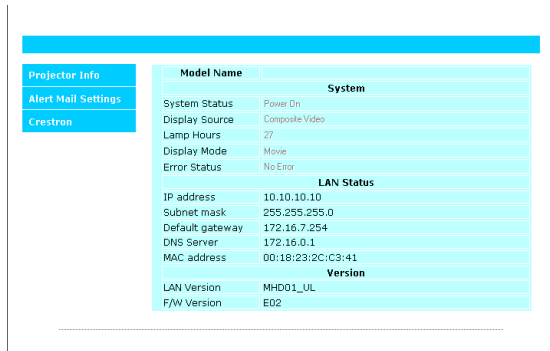 Projector Info
Alert Mail Settings
Crestron
Model Name
System
System Status Power On
Display Source Composite Video
Lamp Hours 27
Display Mode Movie
Error Status No Error
LAN Status
IP address 10.10.10.10
Subnet mask 255.255.255.0
Default gateway 172.16.7.254
DNS Server 172.16.0.1
MAC address 00:18:23:2C:C3:41
Version
LAN Version MHD01_UL
F/W Version E02